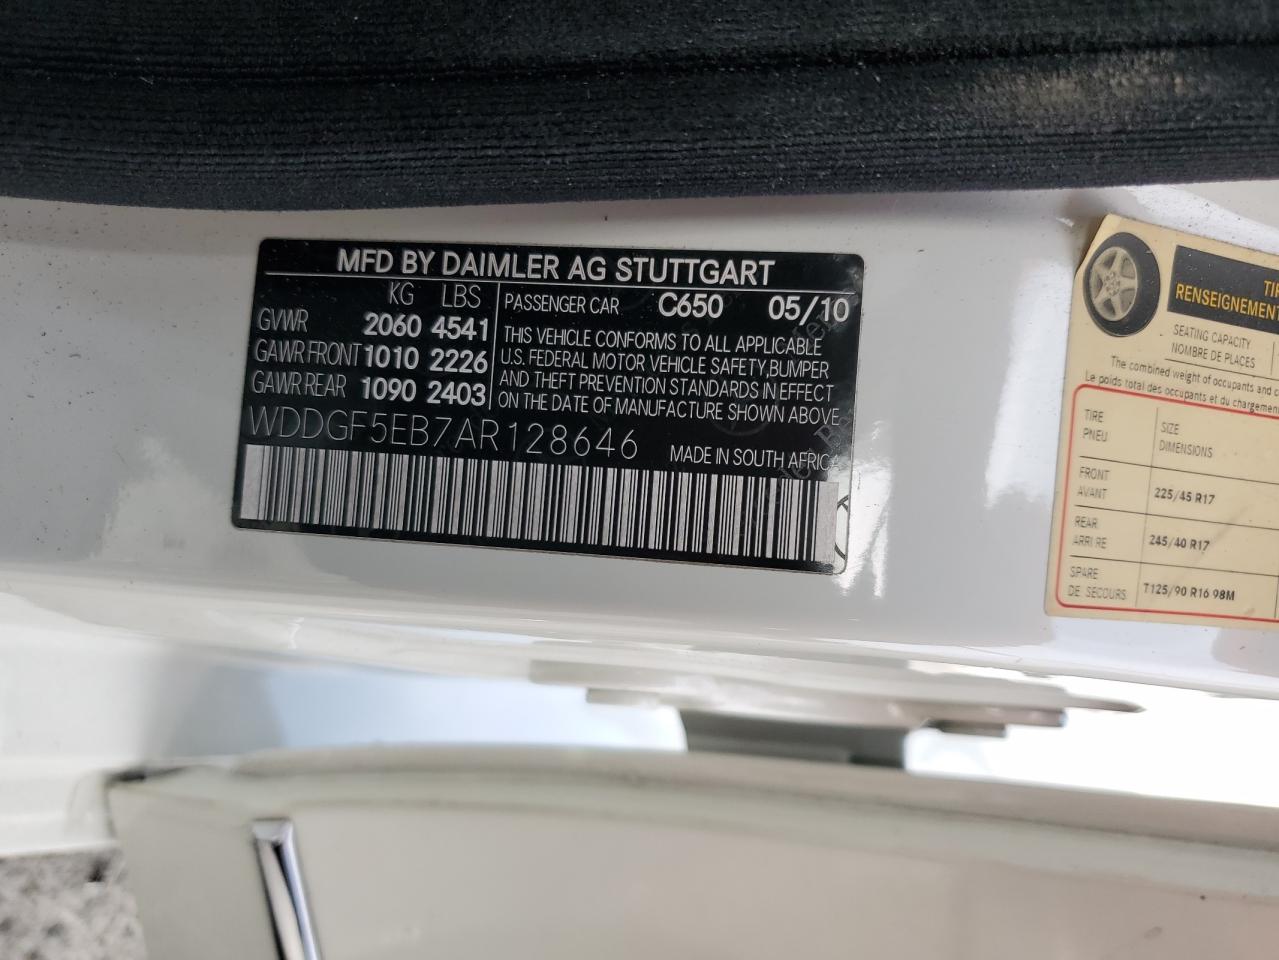 MFD BY DAIMLER AG STUTTGART
KG LBS
GVWR 2060 4541
GAWR FRONT 1010 2226
GAWR REAR 1090 2403
PASSENGER CAR C650 05/10
THIS VEHICLE CONFORMS TO ALL APPLICABLE
U.S. FEDERAL MOTOR VEHICLE SAFETY,BUMPER
AND THEFT PREVENTION STANDARDS IN EFFECT
ON THE DATE OF MANUFACTURE SHOWN ABOVE.
WDDGF5EB7AR128646 MADE IN SOUTH AFRICA
RENSEIGNEMENT
SEATING CAPACITY
NOMBRE DE PLACES
The combined weight of occupants and
Le poids total des occupants et du chargement
TIRE SIZE
PNEU DIMENSIONS
FRONT
AVANT 225/45 R17
REAR
ARRIRE 245/40 R17
SPARE
DE SECOURS T125/90 R16 98M